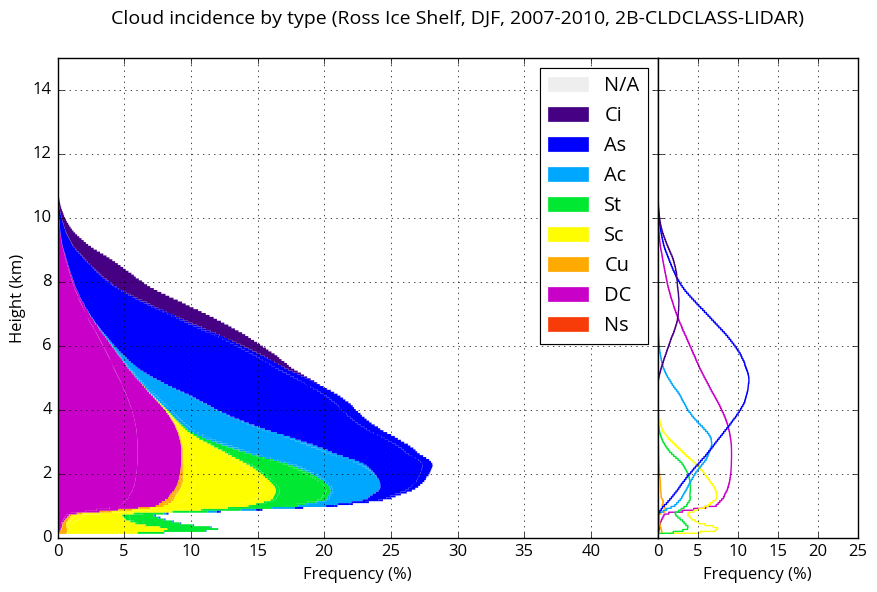 Cloud incidence by type (Ross Ice Shelf, DJF, 2007-2010, 2B-CLDCLASS-LIDAR)
Height (km)
14
12
10
8
6
4
2
0
N/A
Ci
As
Ac
St
Sc
Cu
DC
Ns
0 5 10 15 20 25 30 35 40
0 5 10 15 20 25
Frequency (%)
Frequency (%)